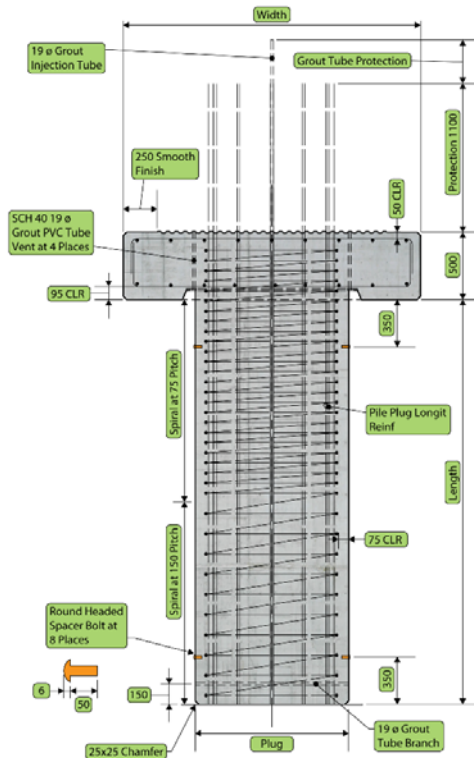 Width
19 ø Grout
Injection Tube
Grout Tube Protection
Protection 1100
250 Smooth
Finish
50 CLR
SCH 40 19 ø
Grout PVC Tube
Vent at 4 Places
500
95 CLR
350
Spiral at 75 Pitch
Pile Plug Longit
Reinf
Length
75 CLR
Spiral at 150 Pitch
Round Headed
Spacer Bolt at
8 Places
6
50
150
350
19 ø Grout
Tube Branch
Plug
25x25 Chamfer